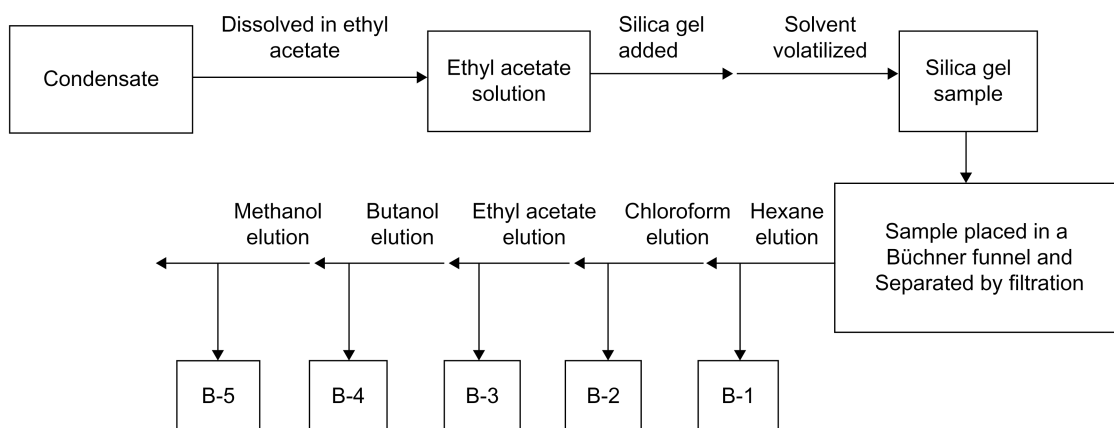 Condensate
Dissolved in ethyl
acetate
Ethyl acetate
solution
Silica gel
added
Solvent
volatilized
Silica gel
sample
Sample placed in a
Büchner funnel and
Separated by filtration
Hexane
elution
Chloroform
elution
Ethyl acetate
elution
Butanol
elution
Methanol
elution
B-5
B-4
B-3
B-2
B-1